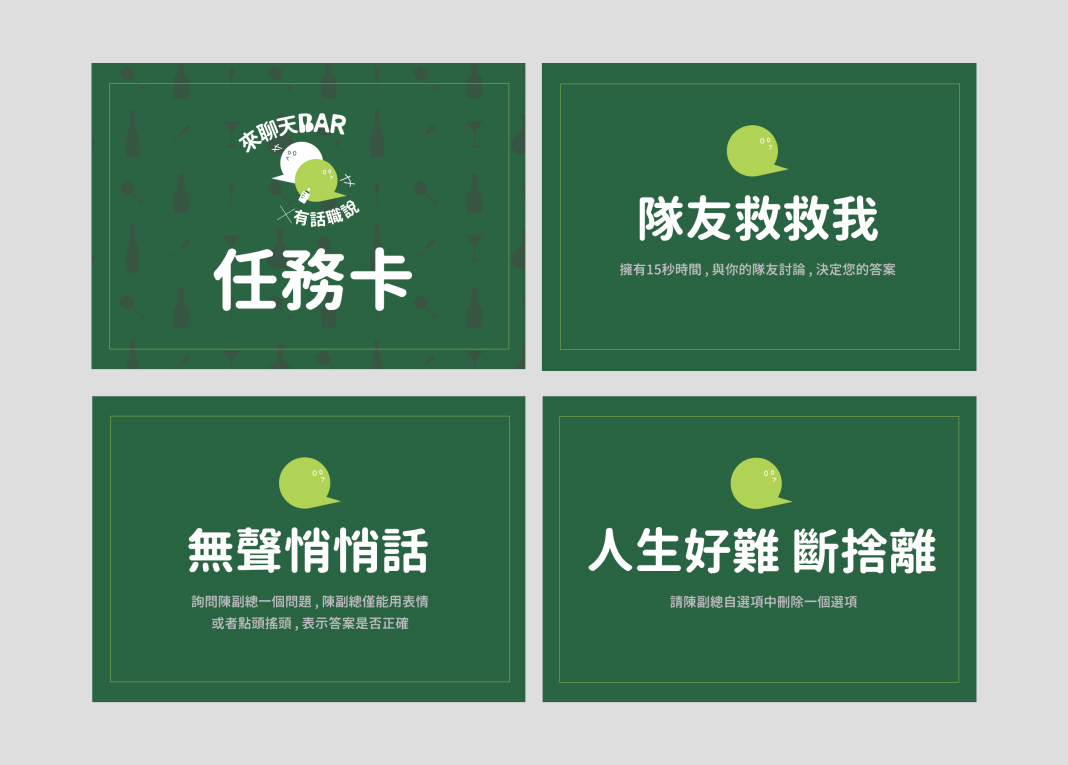 來聊天BAR
有話職說
任務卡
隊友救救我
擁有15秒時間 , 與你的隊友討論 , 決定您的答案
無聲悄悄話
詢問陳副總一個問題 , 陳副總僅能用表情
或者點頭搖頭 , 表示答案是否正確
人生好難 斷捨離
請陳副總自選項中刪除一個選項